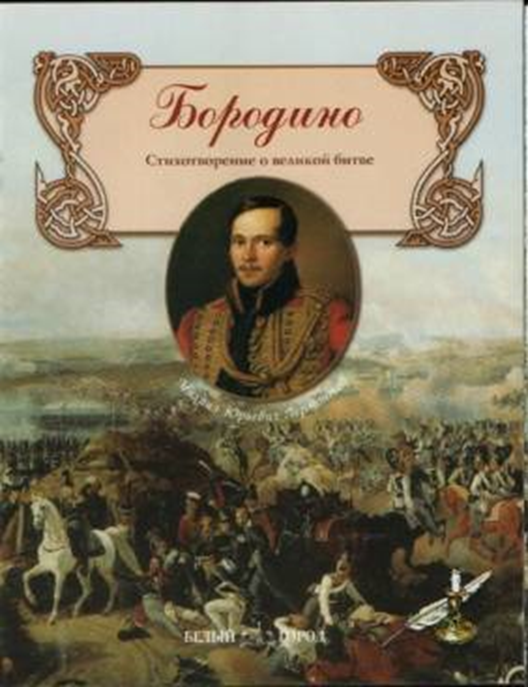 Бородино
Стихотворение о великой битве
Михаил Юрьевич Лермонтов
БЕЛЫЙ ГОРОД